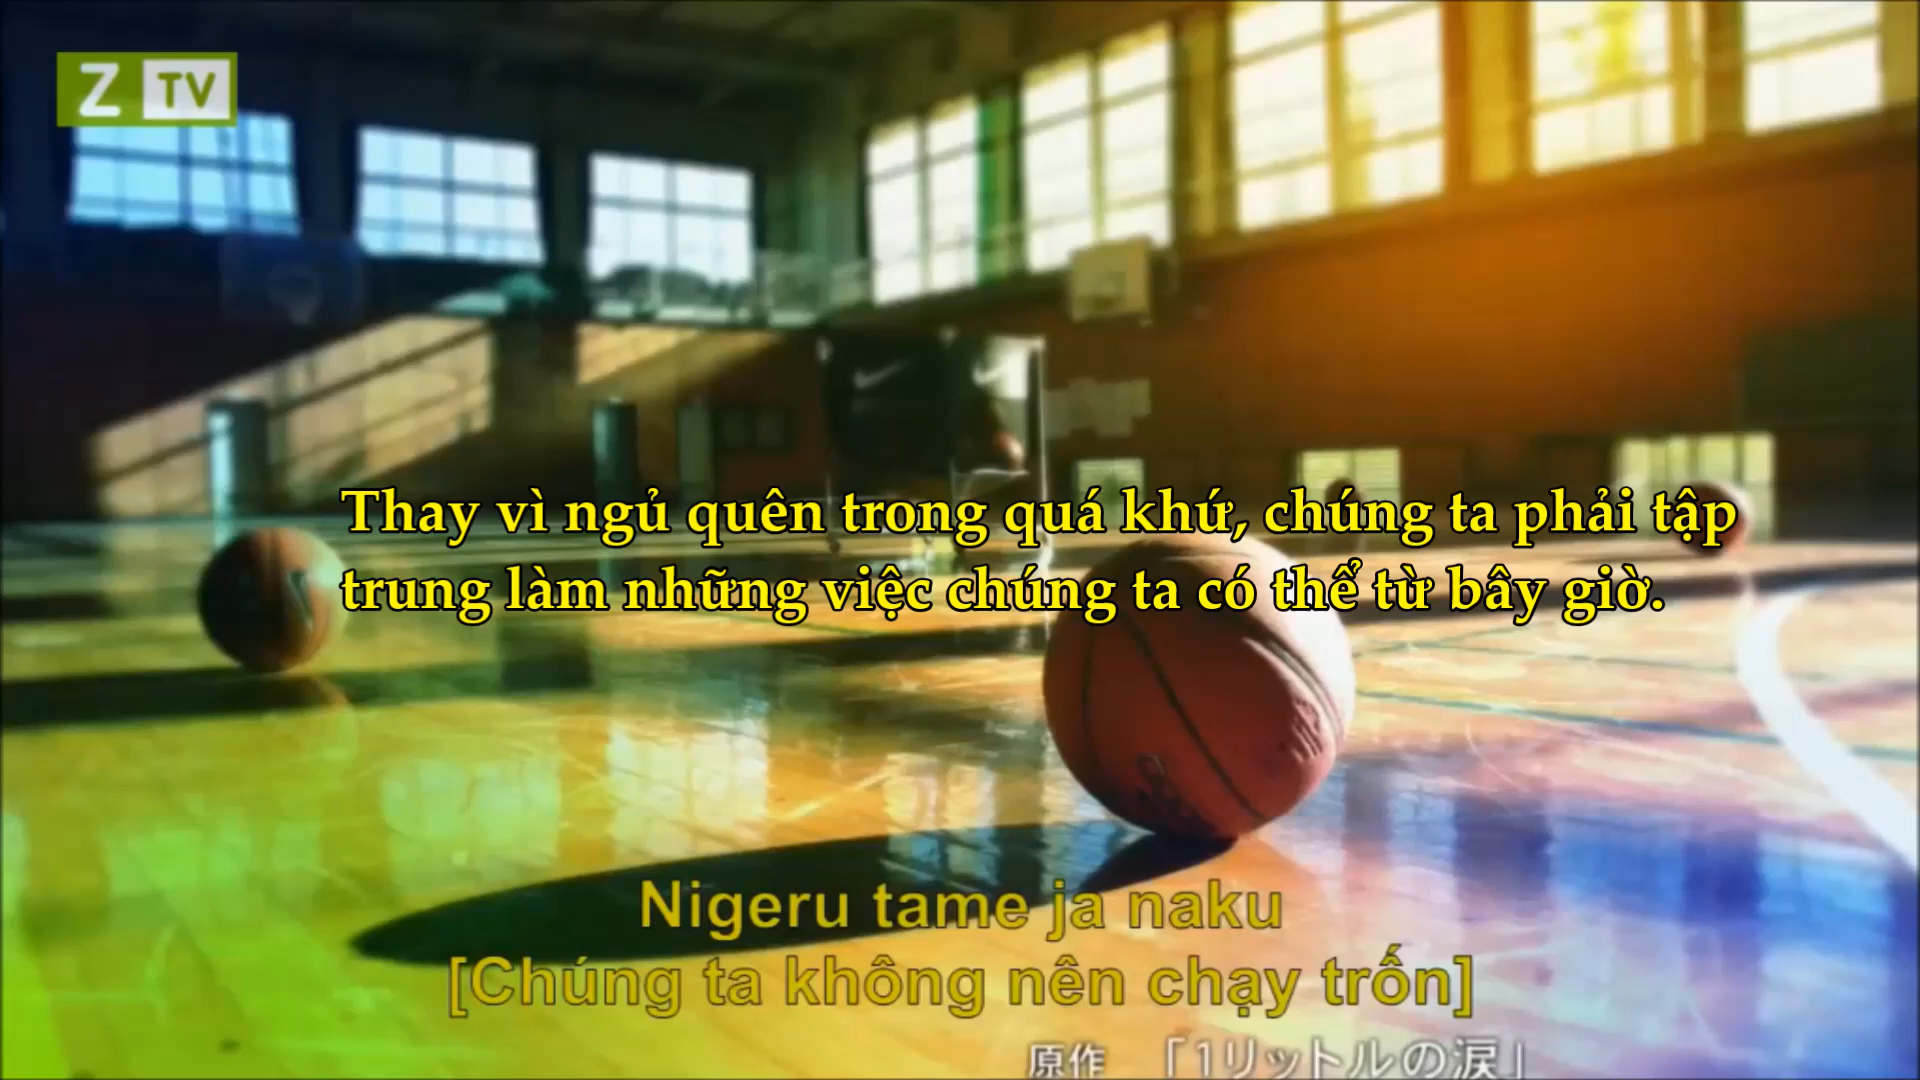 Z TV
Thay vì ngủ quên trong quá khứ, chúng ta phải tập
trung làm những việc chúng ta có thể từ bây giờ.
Nigeru tame ja naku
[Chúng ta không nên chạy trốn]
原作 「1リットルの涙」